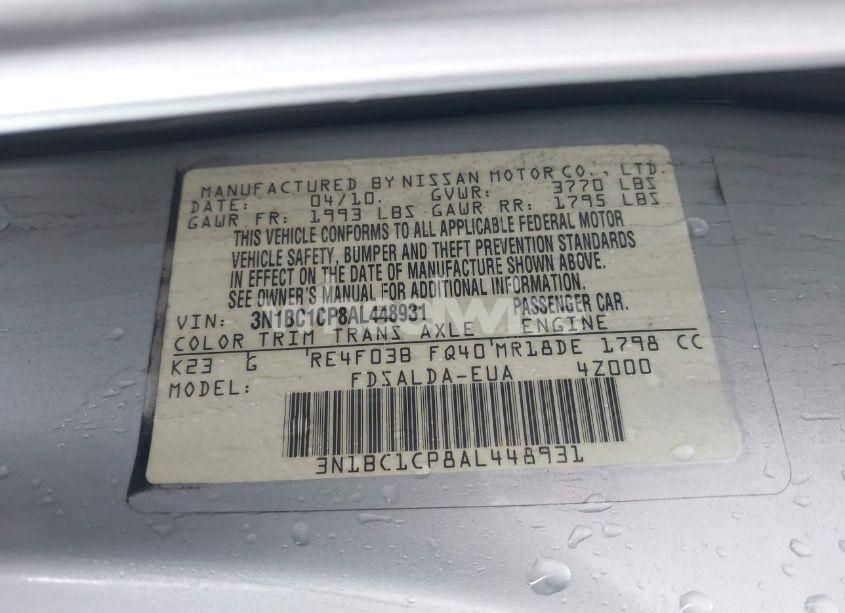 MANUFACTURED BY NISSAN MOTOR CO., LTD.
DATE: 04/10. GVWR: 3770 LBS
GAWR FR: 1993 LBS GAWR RR: 1795 LBS
THIS VEHICLE CONFORMS TO ALL APPLICABLE FEDERAL MOTOR
VEHICLE SAFETY, BUMPER AND THEFT PREVENTION STANDARDS
IN EFFECT ON THE DATE OF MANUFACTURE SHOWN ABOVE.
SEE OWNER'S MANUAL FOR ADDITIONAL INFORMATION.
VIN: 3N1BC1CP8AL448931 PASSENGER CAR.
COLOR TRIM TRANS AXLE ENGINE
K23 G RE4F03B FQ40 MR18DE 1798 CC
MODEL: FDSALDA-EUA 4Z000
3N1BC1CP8AL448931